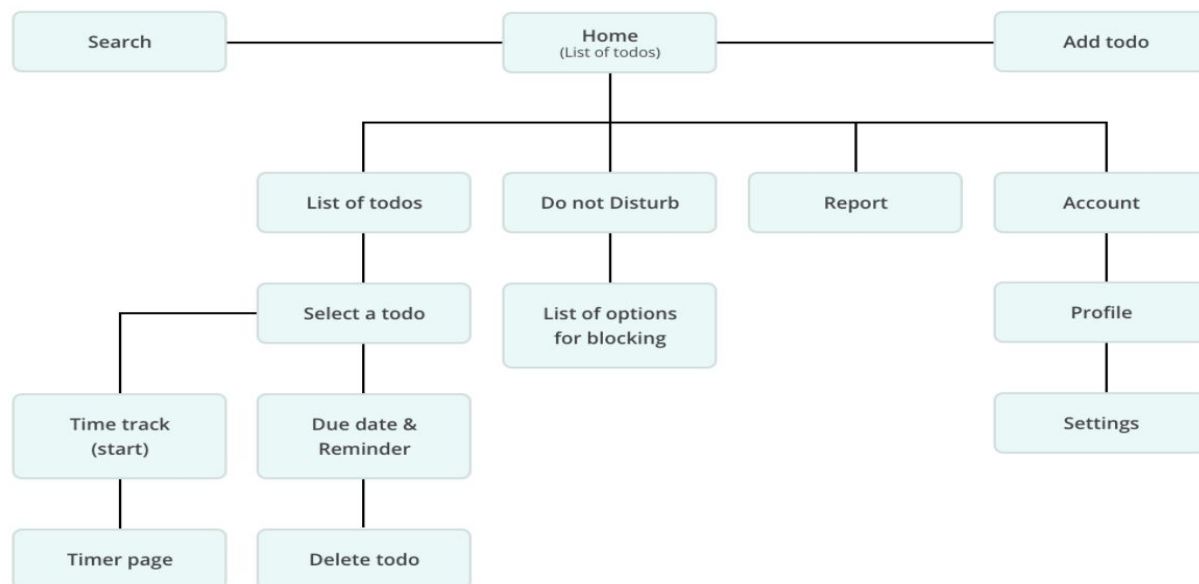 Search
Home
(List of todos)
Add todo
List of todos
Do not Disturb
Report
Account
Select a todo
List of options
for blocking
Profile
Time track
(start)
Due date &
Reminder
Settings
Timer page
Delete todo